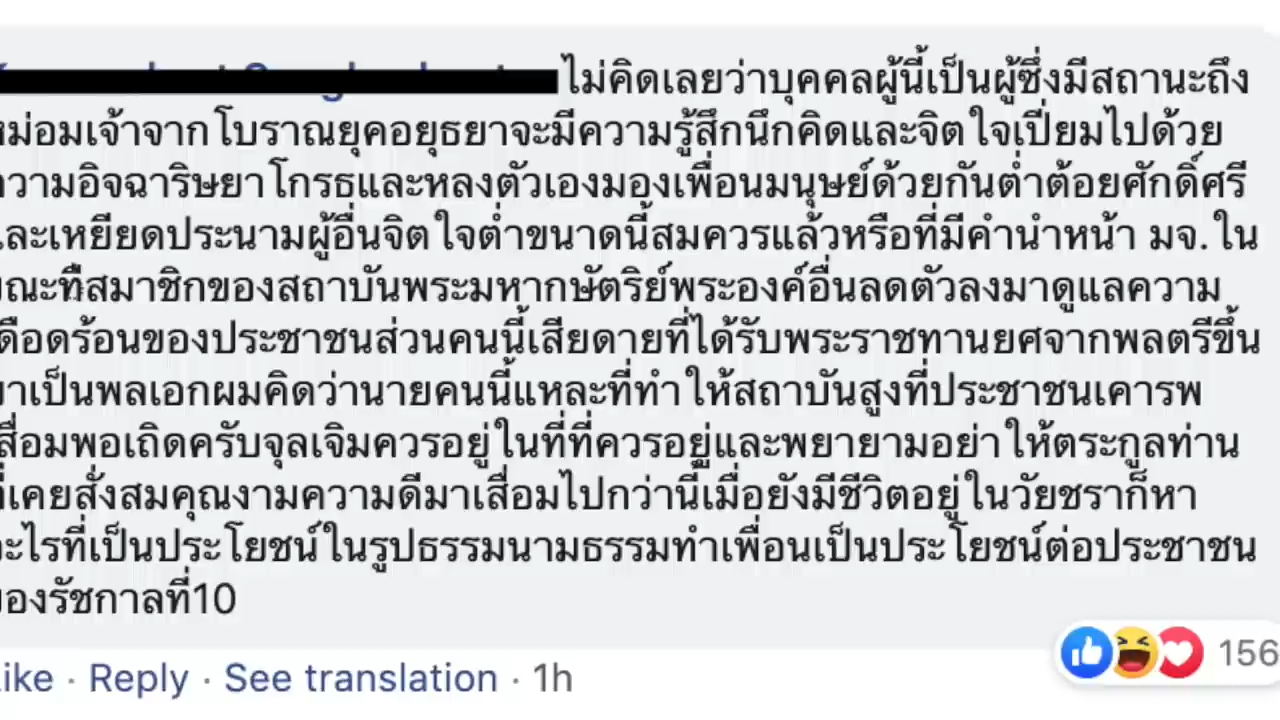 ไม่คิดเลยว่าบุคคลผู้นี้เป็นผู้ซึ่งมีสถานะถึง
หม่อมเจ้าจากโบราณยุคอยุธยาจะมีความรู้สึกนึกคิดและจิตใจเปี่ยมไปด้วย
ความอิจฉาริษยาโกรธและหลงตัวเองมองเพื่อนมนุษย์ด้วยกันต่ำต้อยศักดิ์ศรี
และเหยียดประนามผู้อื่นจิตใจต่ำขนาดนี้สมควรแล้วหรือที่มีคำนำหน้า มจ.ใน
ขณะที่สมาชิกของสถาบันพระมหากษัตริย์พระองค์อื่นลดตัวลงมาดูแลความ
เดือดร้อนของประชาชนส่วนคนนี้เสียดายที่ได้รับพระราชทานยศจากพลตรีขึ้น
มาเป็นพลเอกผมคิดว่านายคนนี้แหละที่ทำให้สถาบันสูงที่ประชาชนเคารพ
เสื่อมพอเถิดครับจุลเจิมควรอยู่ในที่ที่ควรอยู่และพยายามอย่าให้ตระกูลท่าน
ที่เคยสั่งสมคุณงามความดีมาเสื่อมไปกว่านี้เมื่อยังมีชีวิตอยู่ในวัยชราก็หา
อะไรที่เป็นประโยชน์ในรูปธรรมนามธรรมทำเพื่อนเป็นประโยชน์ต่อประชาชน
ของรัชกาลที่10
Like · Reply · See translation · 1h
156